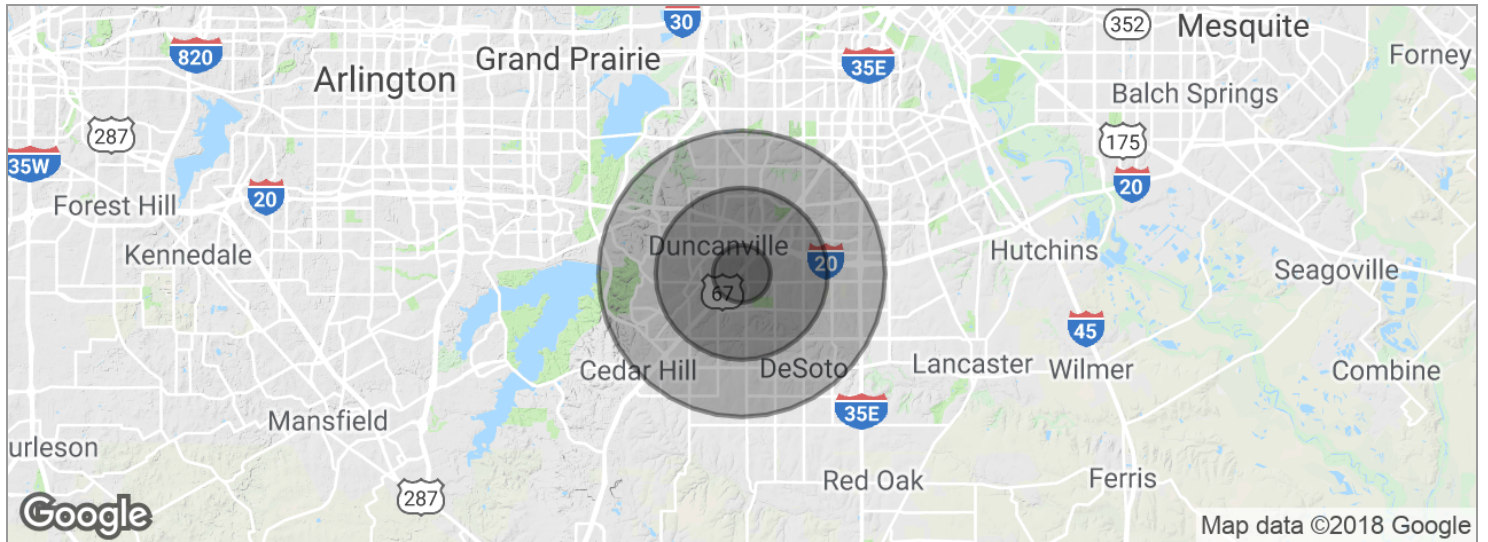 30
352
Mesquite
820
Grand Prairie
35E
Forney
Arlington
Balch Springs
287
175
35W
20
20
Forest Hill
Duncanville
Hutchins
Kennedale
20
Seagoville
67
45
Cedar Hill
DeSoto
Lancaster
Wilmer
Combine
Mansfield
35E
urleson
Red Oak
Ferris
287
Google
Map data ©2018 Google